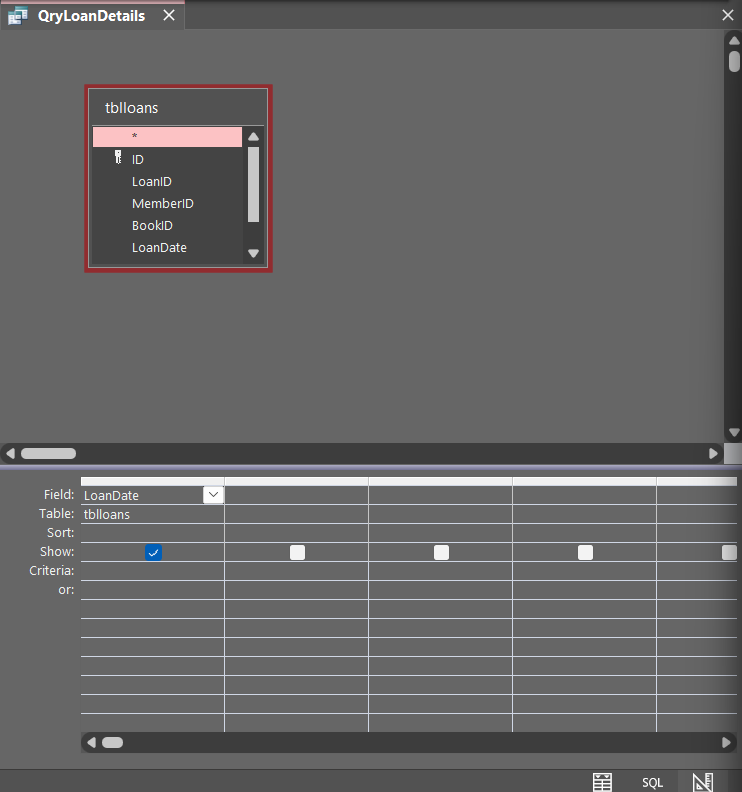 QryLoanDetails
tblloans
*
ID
LoanID
MemberID
BookID
LoanDate
Field: LoanDate
Table: tblloans
Sort:
Show:
Criteria:
or:
SQL